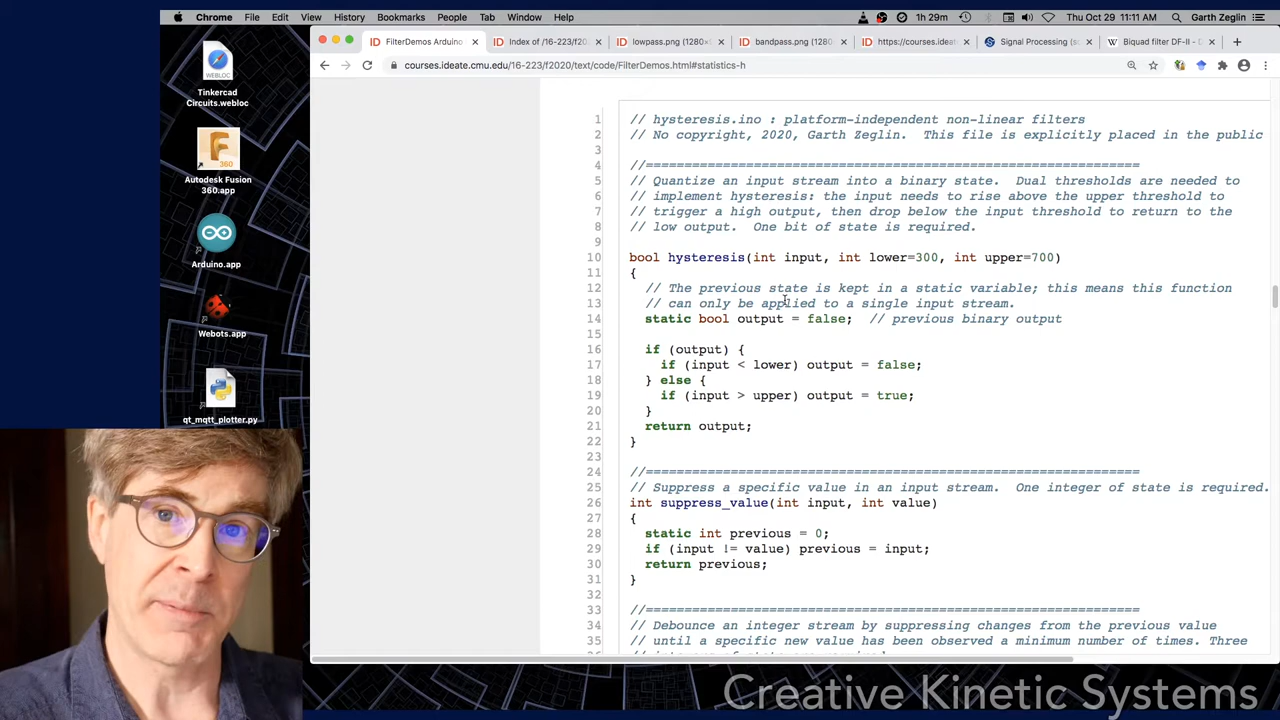 Chrome File Edit View History Bookmarks People Tab Window Help 1h 29m Thu Oct 29 11:11 AM Garth Zeglin
FilterDemos Arduino
Index of /16-223/f20
lowpass.png (1280×
bandpass.png (1280
https://courses.ideat
Signal Processing (sc
Biquad filter DF-II - D
courses.ideate.cmu.edu/16-223/f2020/text/code/FilterDemos.html#statistics-h
WEBLOC
Tinkercad
Circuits.webloc
360
Autodesk Fusion
360.app
Arduino.app
Webots.app
qt_mqtt_plotter.py
1 // hysteresis.ino : platform-independent non-linear filters
2 // No copyright, 2020, Garth Zeglin. This file is explicitly placed in the public
3
4 //==================================================================
5 // Quantize an input stream into a binary state. Dual thresholds are needed to
6 // implement hysteresis: the input needs to rise above the upper threshold to
7 // trigger a high output, then drop below the input threshold to return to the
8 // low output. One bit of state is required.
9
10 bool hysteresis(int input, int lower=300, int upper=700)
11 {
12 // The previous state is kept in a static variable; this means this function
13 // can only be applied to a single input stream.
14 static bool output = false; // previous binary output
15
16 if (output) {
17 if (input < lower) output = false;
18 } else {
19 if (input > upper) output = true;
20 }
21 return output;
22 }
23
24 //==================================================================
25 // Suppress a specific value in an input stream. One integer of state is required.
26 int suppress_value(int input, int value)
27 {
28 static int previous = 0;
29 if (input != value) previous = input;
30 return previous;
31 }
32
33 //==================================================================
34 // Debounce an integer stream by suppressing changes from the previous value
35 // until a specific new value has been observed a minimum number of times. Three
Creative Kinetic Systems